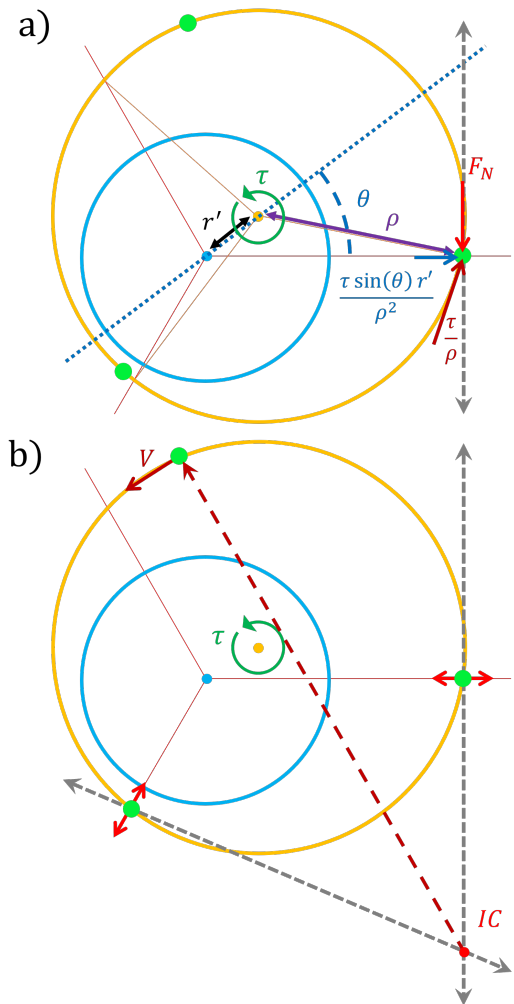 a)
τ
F_N
θ
r′
ρ
τ sin(θ) r′
ρ²
τ
ρ
b)
V
τ
IC